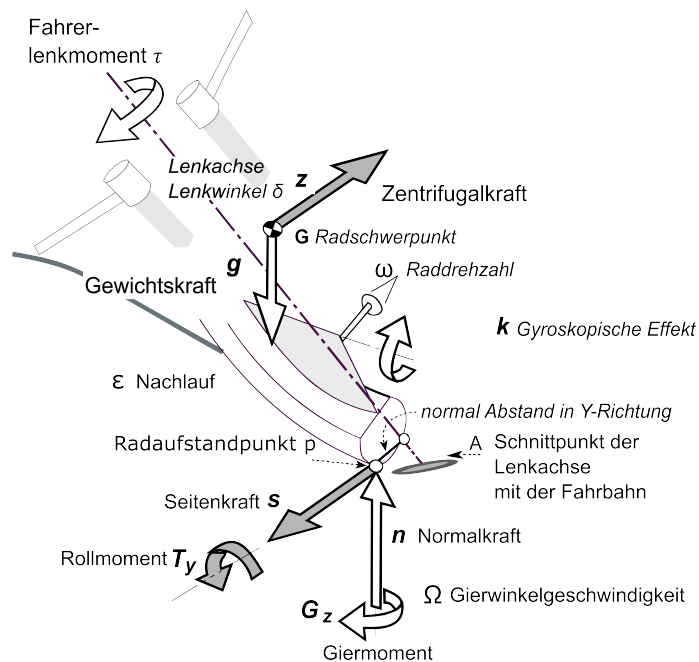 Fahrer-
lenkmoment τ
Lenkachse
Lenkwinkel δ
z
Zentrifugalkraft
G Radschwerpunkt
g
Gewichtskraft
ω
Raddrehzahl
k Gyroskopische Effekt
ε Nachlauf
normal Abstand in Y-Richtung
Radaufstandpunkt p
A Schnittpunkt der
Lenkachse
mit der Fahrbahn
Seitenkraft s
n Normalkraft
Rollmoment Ty
Ω Gierwinkelgeschwindigkeit
Gz
Giermoment